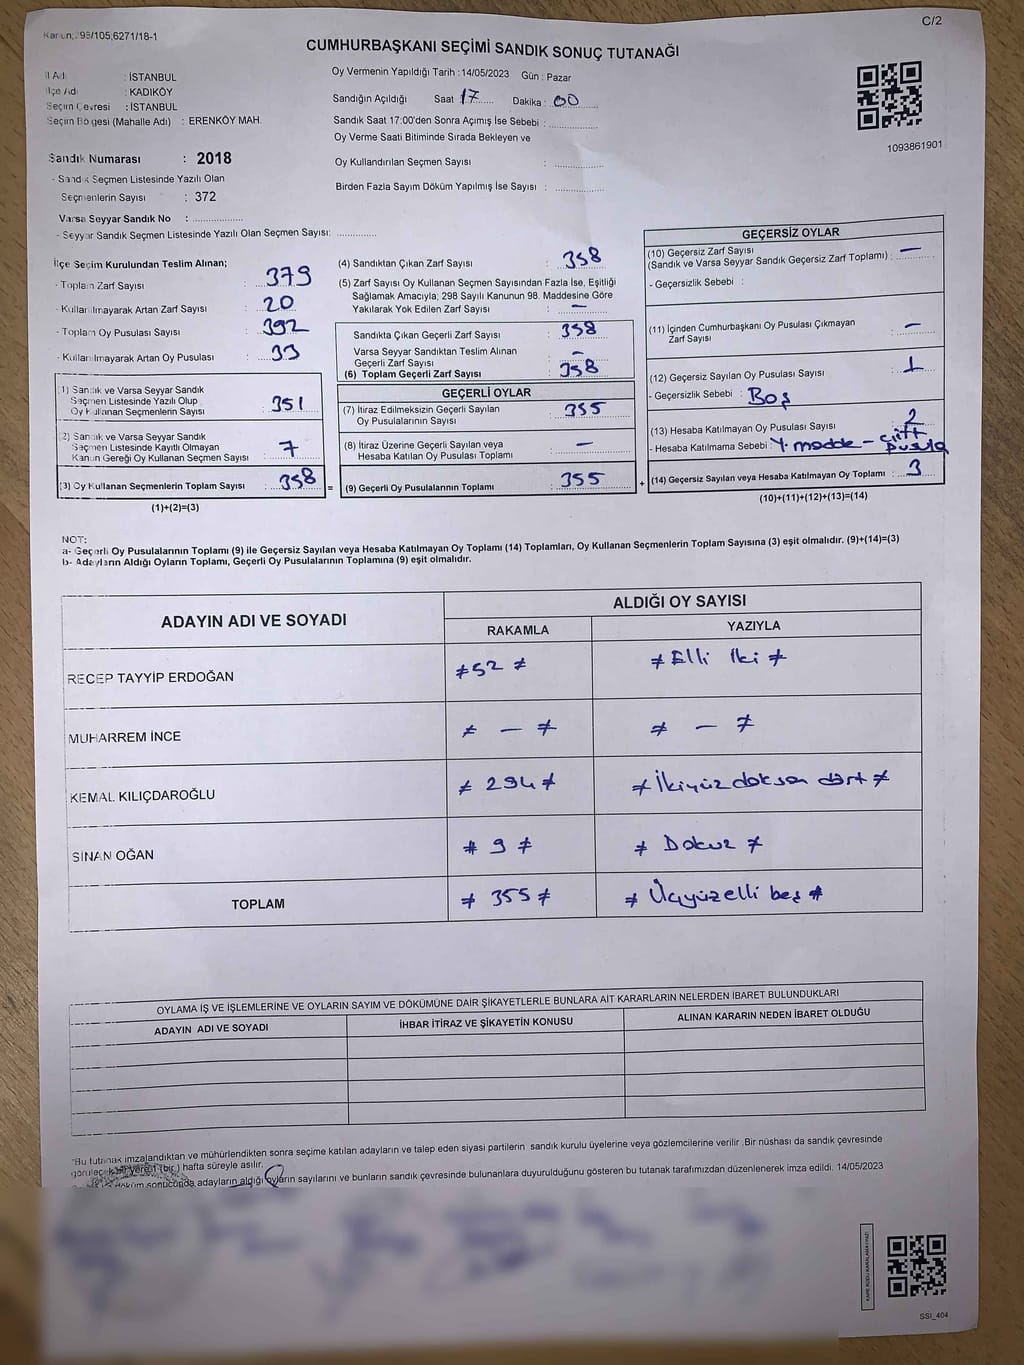 C/2
Kanun, 298/105,6271/18-1
CUMHURBAŞKANI SEÇİMİ SANDIK SONUÇ TUTANAĞI
İl Adı : İSTANBUL
İlçe Adı : KADIKÖY
Seçim Çevresi : İSTANBUL
Seçim Bölgesi (Mahalle Adı) : ERENKÖY MAH.
Sandık Numarası : 2018
- Sandık Seçmen Listesinde Yazılı Olan
Seçmenlerin Sayısı : 372
Varsa Seyyar Sandık No : ..................
- Seyyar Sandık Seçmen Listesinde Yazılı Olan Seçmen Sayısı: ..............
Oy Vermenin Yapıldığı Tarih : 14/05/2023 Gün : Pazar
Sandığın Açıldığı Saat 17 Dakika : 00
Sandık Saat 17:00'den Sonra Açımış İse Sebebi : ..................
Oy Verme Saati Bitiminde Sırada Bekleyen ve
Oy Kullandırılan Seçmen Sayısı : ..................
Birden Fazla Sayım Döküm Yapılmış İse Sayısı : ..................
1093861901
İlçe Seçim Kurulundan Teslim Alınan;
- Toplam Zarf Sayısı : 379
- Kullanılmayarak Artan Zarf Sayısı : 20
- Toplam Oy Pusulası Sayısı : 392
- Kullanılmayarak Artan Oy Pusulası : 33
(1) Sandık ve Varsa Seyyar Sandık
Seçmen Listesinde Yazılı Olup
Oy Kullanan Seçmenlerin Sayısı : 351
(2) Sandık ve Varsa Seyyar Sandık
Seçmen Listesinde Kayıtlı Olmayan
Kanun Gereği Oy Kullanan Seçmen Sayısı : 7
(3) Oy Kullanan Seçmenlerin Toplam Sayısı : 358 =
(1)+(2)=(3)
(4) Sandıktan Çıkan Zarf Sayısı : 358
(5) Zarf Sayısı Oy Kullanan Seçmen Sayısından Fazla İse, Eşitliği
Sağlamak Amacıyla; 298 Sayılı Kanunun 98. Maddesine Göre
Yakılarak Yok Edilen Zarf Sayısı : —
Sandıkta Çıkan Geçerli Zarf Sayısı : 358
Varsa Seyyar Sandıktan Teslim Alınan
Geçerli Zarf Sayısı : —
(6) Toplam Geçerli Zarf Sayısı : 358
GEÇERLİ OYLAR
(7) İtiraz Edilmeksizin Geçerli Sayılan
Oy Pusulalarının Sayısı : 355
(8) İtiraz Üzerine Geçerli Sayılan veya
Hesaba Katılan Oy Pusulası Toplamı : —
(9) Geçerli Oy Pusulalarının Toplamı : 355 +
GEÇERSİZ OYLAR
(10) Geçersiz Zarf Sayısı
(Sandık ve Varsa Seyyar Sandık Geçersiz Zarf Toplamı) : —
- Geçersizlik Sebebi :
(11) İçinden Cumhurbaşkanı Oy Pusulası Çıkmayan
Zarf Sayısı : —
(12) Geçersiz Sayılan Oy Pusulası Sayısı : 1
- Geçersizlik Sebebi : Boş
(13) Hesaba Katılmayan Oy Pusulası Sayısı : 2
- Hesaba Katılmama Sebebi : Y. madde - çift pusula
(14) Geçersiz Sayılan veya Hesaba Katılmayan Oy Toplamı : 3
(10)+(11)+(12)+(13)=(14)
NOT:
a- Geçerli Oy Pusulalarının Toplamı (9) ile Geçersiz Sayılan veya Hesaba Katılmayan Oy Toplamı (14) Toplamları, Oy Kullanan Seçmenlerin Toplam Sayısına (3) eşit olmalıdır. (9)+(14)=(3)
b- Adayların Aldığı Oyların Toplamı, Geçerli Oy Pusulalarının Toplamına (9) eşit olmalıdır.
ADAYIN ADI VE SOYADI ALDIĞI OY SAYISI
RAKAMLA YAZIYLA
RECEP TAYYİP ERDOĞAN ≠ 52 ≠ ≠ Elli İki ≠
MUHARREM İNCE ≠ — ≠ ≠ — ≠
KEMAL KILIÇDAROĞLU ≠ 294 ≠ ≠ İkiyüz doksan dört ≠
SİNAN OĞAN # 9 ≠ ≠ Dokuz ≠
TOPLAM ≠ 355 ≠ ≠ Üçyüzelli beş #
OYLAMA İŞ VE İŞLEMLERİNE VE OYLARIN SAYIM VE DÖKÜMÜNE DAİR ŞİKAYETLERLE BUNLARA AİT KARARLARIN NELERDEN İBARET BULUNDUKLARI
ADAYIN ADI VE SOYADI İHBAR İTİRAZ VE ŞİKAYETİN KONUSU ALINAN KARARIN NEDEN İBARET OLDUĞU
*Bu tutanak imzalandıktan ve mühürlendikten sonra seçime katılan adayların ve talep eden siyasi partilerin sandık kurulu üyelerine veya gözlemcilerine verilir .Bir nüshası da sandık çevresinde
görülecek bir yere 1 (bir.) hafta süreyle asılır.
döküm sonucunda adayların aldığı oyların sayılarını ve bunların sandık çevresinde bulunanlara duyurulduğunu gösteren bu tutanak tarafımızdan düzenlenerek imza edildi. 14/05/2023
SSI_404